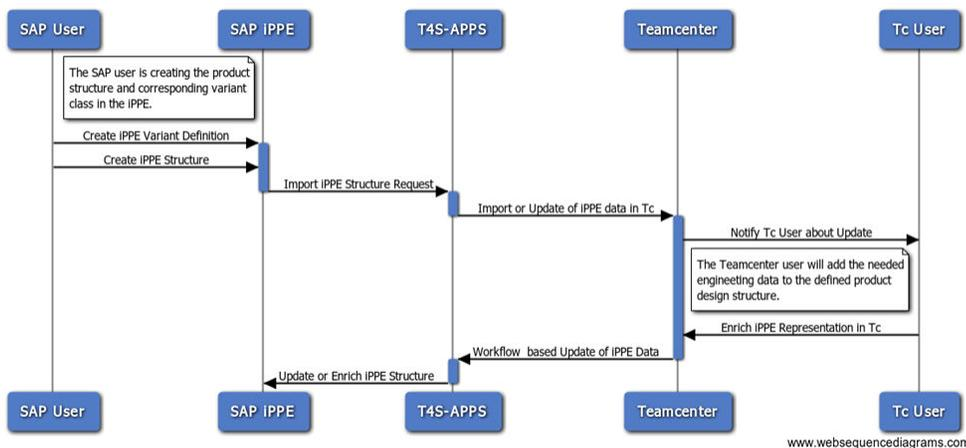 SAP User
SAP iPPE
T4S-APPS
Teamcenter
Tc User
The SAP user is creating the product
structure and corresponding variant
class in the iPPE.
Create iPPE Variant Definition
Create iPPE Structure
Import iPPE Structure Request
Import or Update of iPPE data in Tc
Notify Tc User about Update
The Teamcenter user will add the needed
engineeting data to the defined product
design structure.
Enrich iPPE Representation in Tc
Workflow based Update of iPPE Data
Update or Enrich iPPE Structure
SAP User
SAP iPPE
T4S-APPS
Teamcenter
Tc User
www.websequencediagrams.com